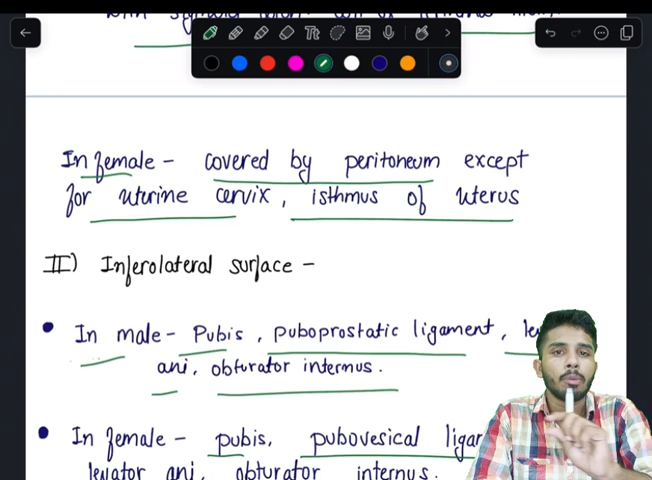 In female - covered by peritoneum except
for uterine cervix, isthmus of uterus
II) Inferolateral surface -
• In male - Pubis, puboprostatic ligament,
ani, obturator internus.
• In female - pubis, pubovesical
levator ani, obturator internus.